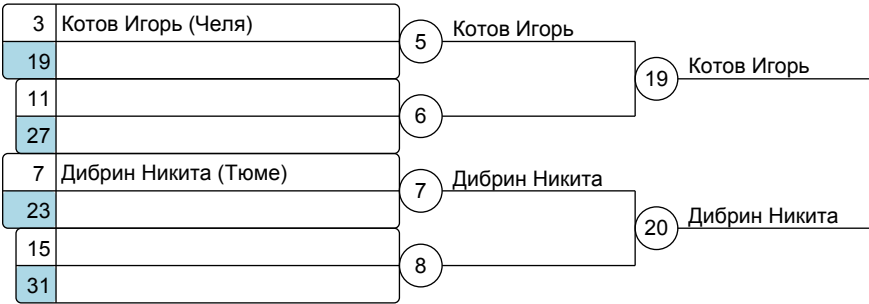 3 Котов Игорь (Челя)
5 Котов Игорь
19
19 Котов Игорь
11
6
27
7 Дибрин Никита (Тюме)
7 Дибрин Никита
23
20 Дибрин Никита
15
8
31